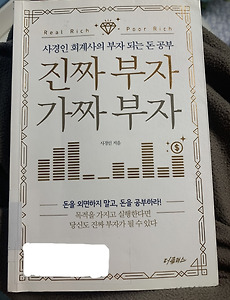 Real Rich Poor Rich
사경인 회계사의 부자 되는 돈 공부
진짜 부자
가짜 부자
사경인 지음
$
돈을 외면하지 말고, 돈을 공부하라!
목적을 가지고 실행한다면
당신도 진짜 부자가 될 수 있다
더클래스